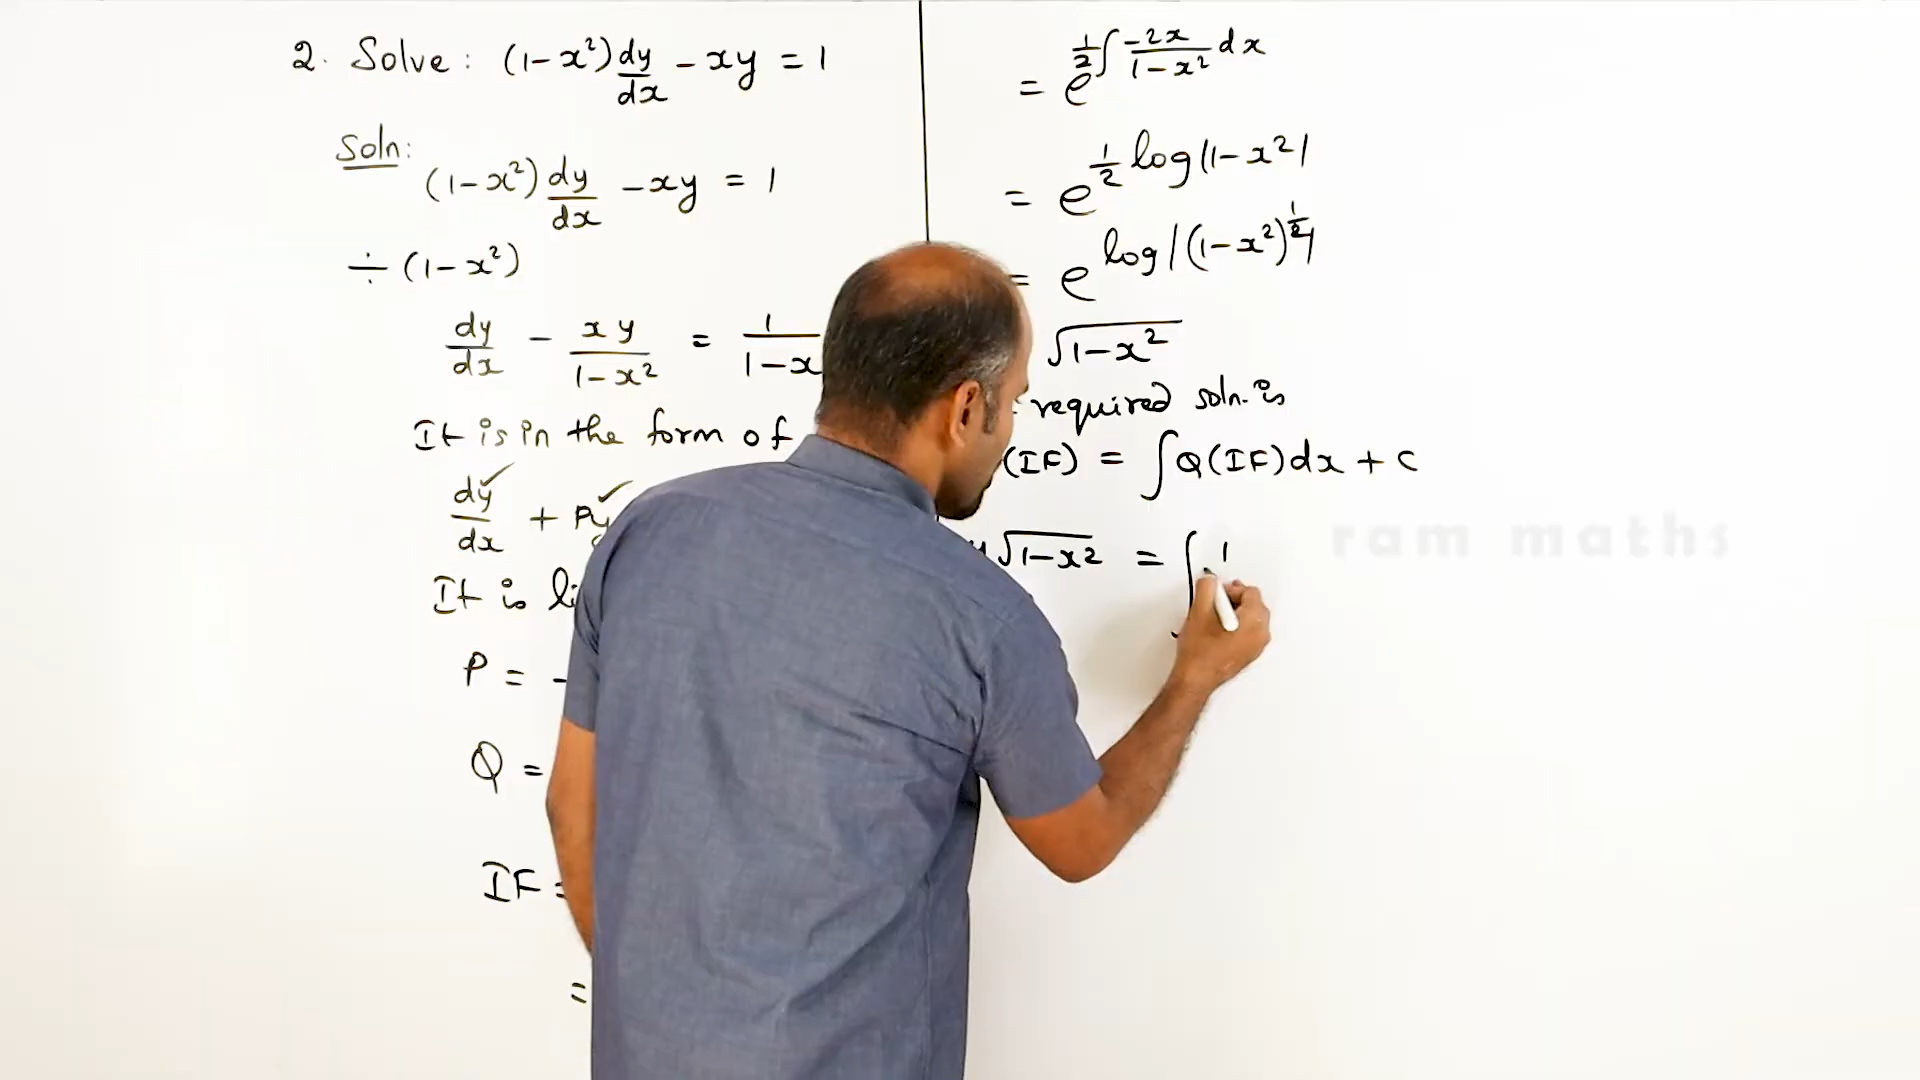 2. Solve: (1-x²) dy/dx - xy = 1
Soln:
(1-x²) dy/dx - xy = 1
÷ (1-x²)
dy/dx - xy/1-x² = 1/1-x
It is in the form of
dy/dx + Py
It is
P = -
Q =
IF =
=
= e^½∫ -2x/1-x² dx
= e^½ log|1-x²|
= e^log|(1-x²)^½|
√1-x²
required soln. is
(IF) = ∫Q(IF)dx + C
y√1-x² = ∫ 1
ram maths